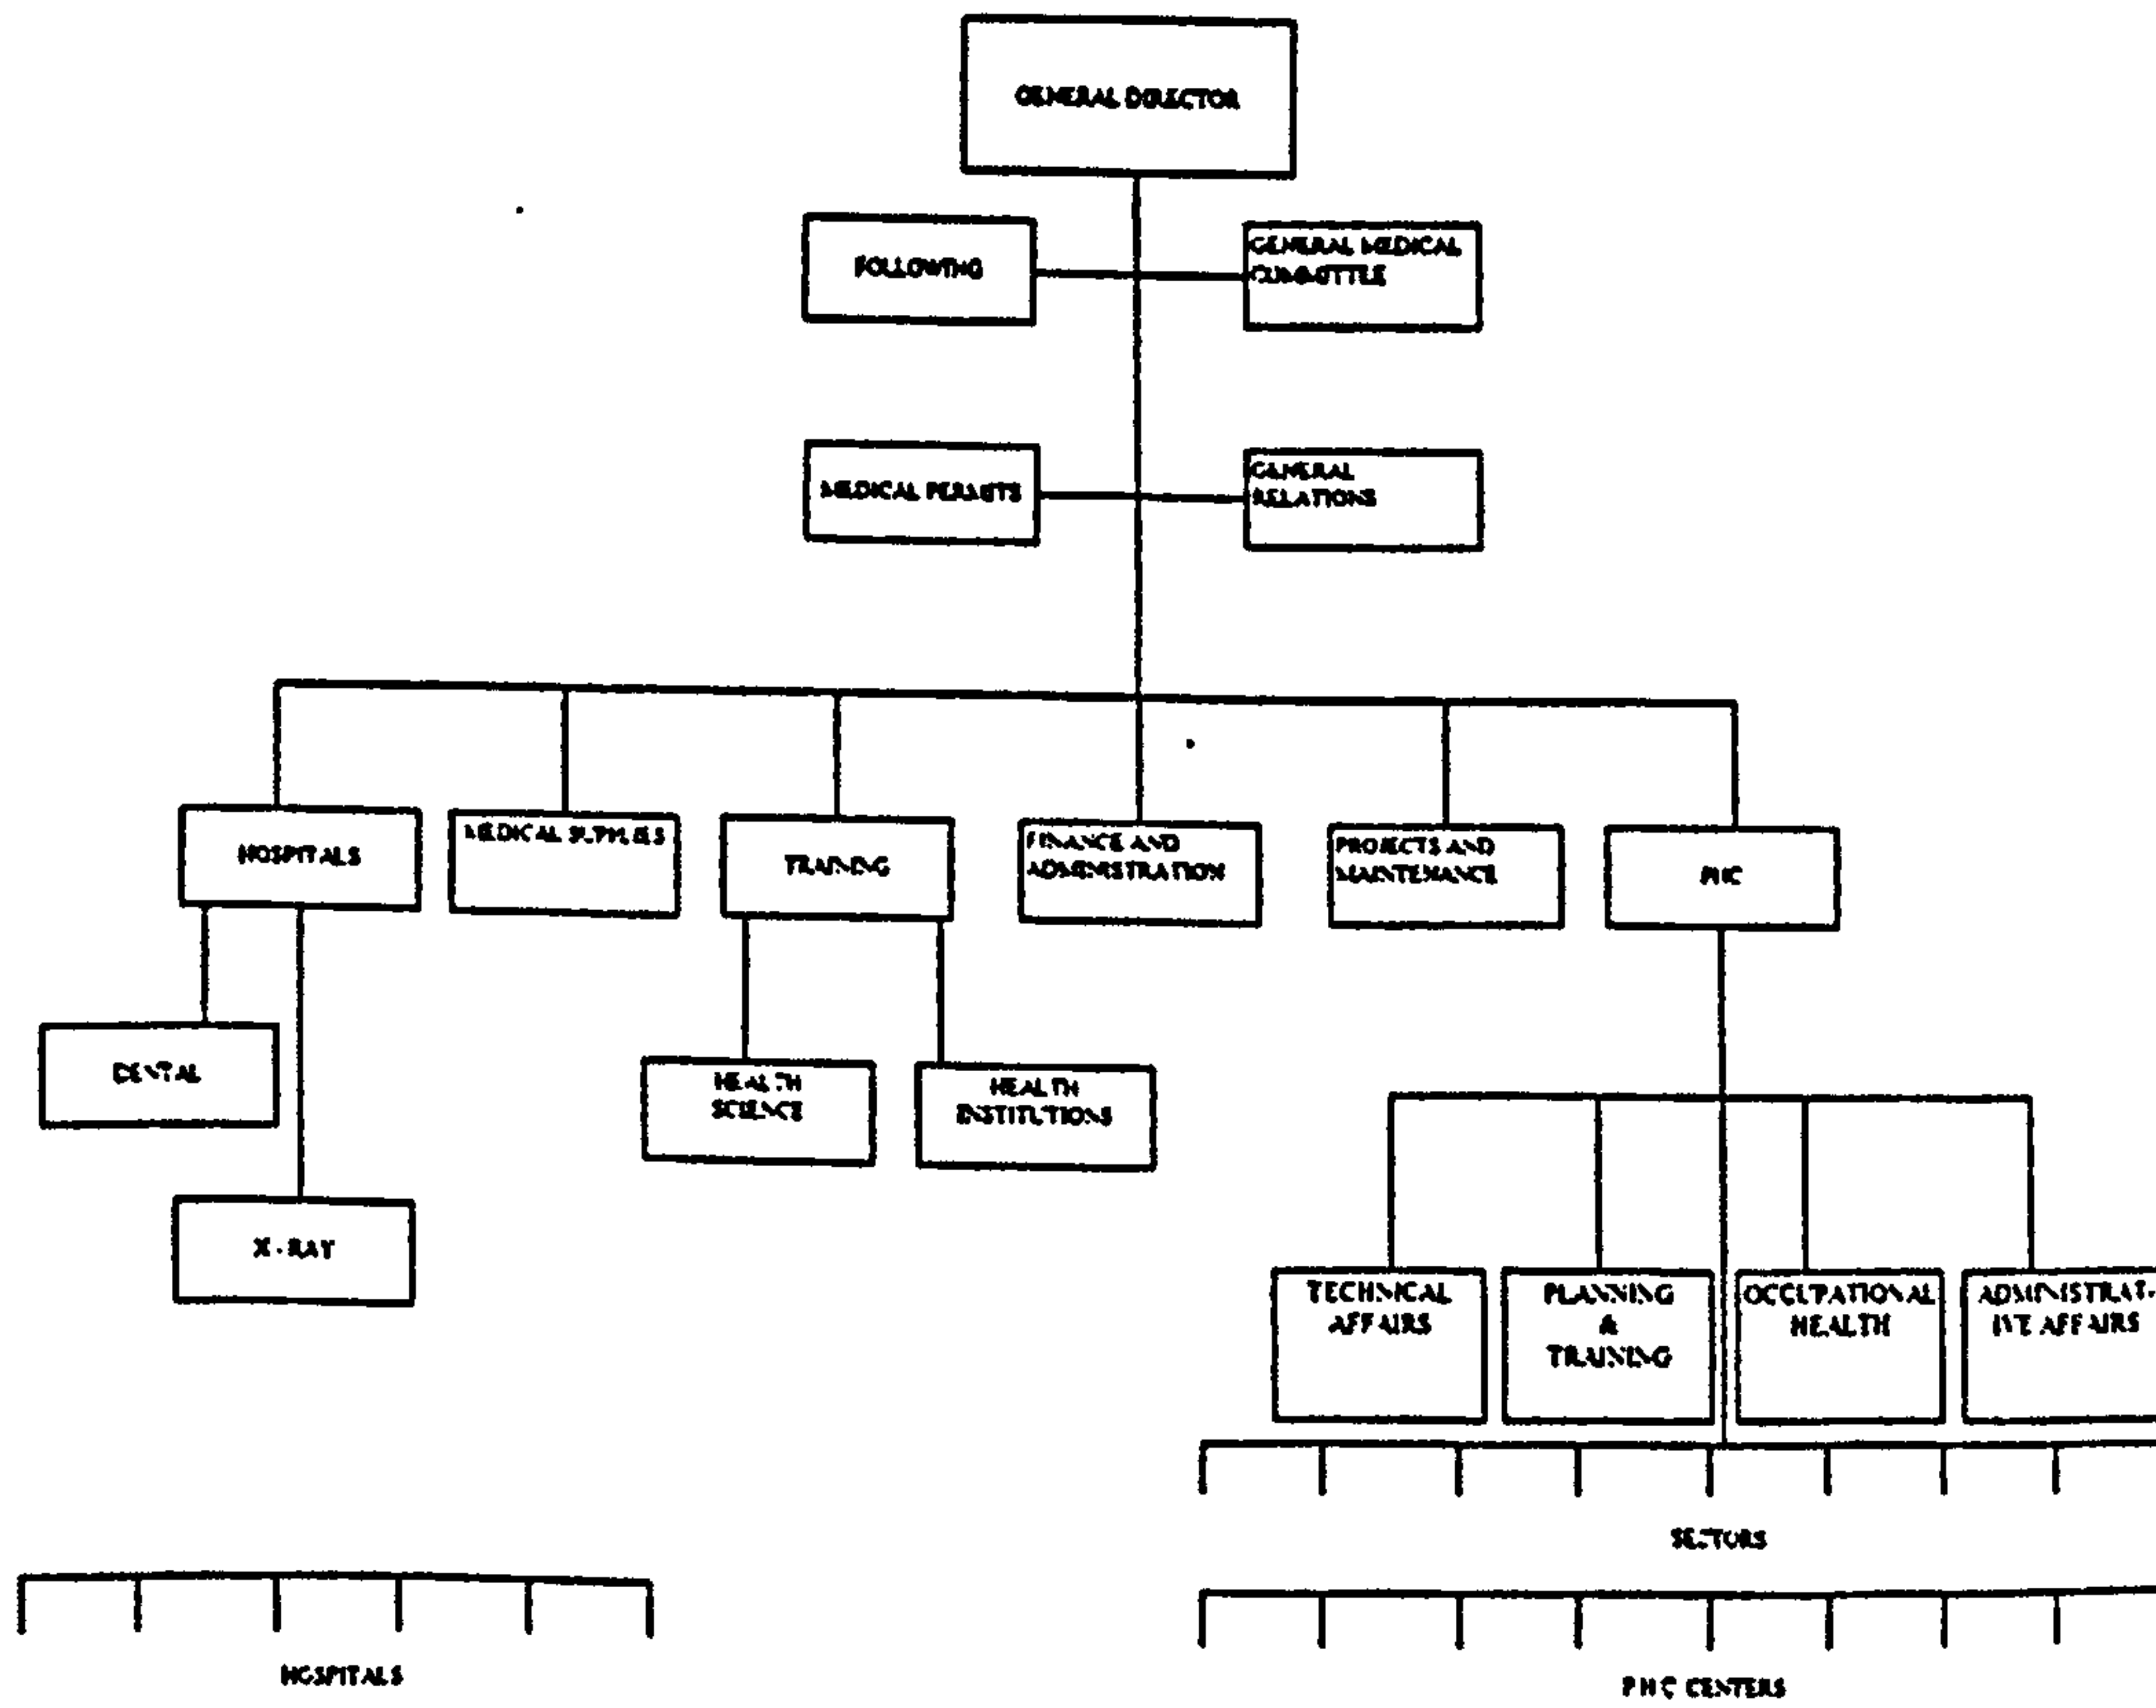 GENERAL DIRECTOR
FOLLOWING
GENERAL MEDICAL
COMMITTEE
MEDICAL PERMITS
GENERAL
RELATIONS
HOSPITALS
MEDICAL SUPPLIES
TRAINING
FINANCE AND
ADMINISTRATION
PROJECTS AND
MAINTENANCE
PHC
DENTAL
HEALTH
SCIENCE
HEALTH
INSTITUTIONS
X - RAY
TECHNICAL
AFFAIRS
PLANNING
&
TRAINING
OCCUPATIONAL
HEALTH
ADMINISTRAT-
IVE AFFAIRS
SECTORS
HOSPITALS
PHC CENTERS